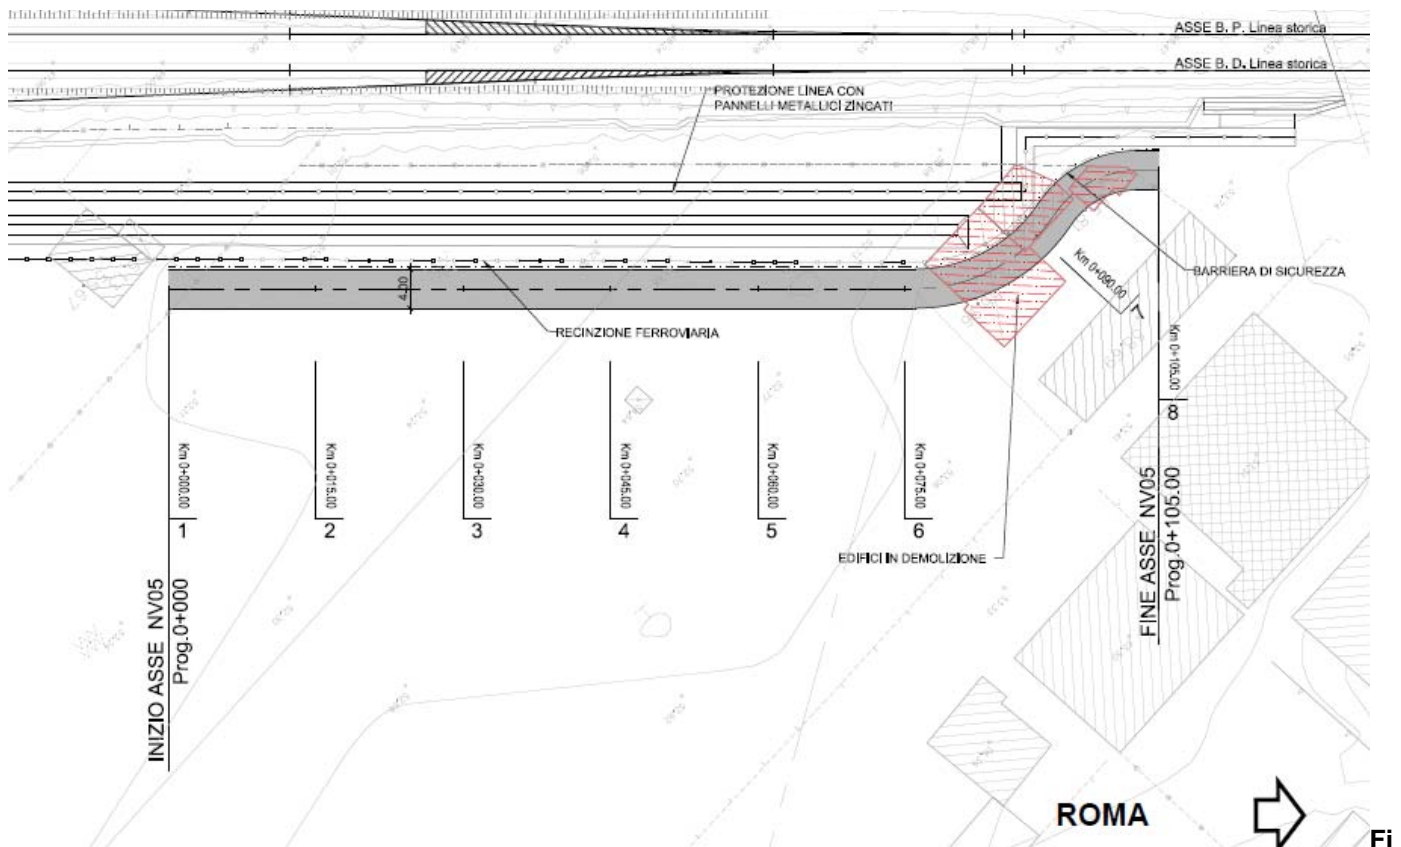 ASSE B. P. Linea storica
ASSE B. D. Linea storica
PROTEZIONE LINEA CON
PANNELLI METALLICI ZINCATI
BARRIERA DI SICUREZZA
Km 0+090.00
7
4.00
RECINZIONE FERROVIARIA
Km 0+105.00
8
Km 0+000.00
1
Km 0+015.00
2
Km 0+030.00
3
Km 0+045.00
4
Km 0+060.00
5
Km 0+075.00
6
EDIFICI IN DEMOLIZIONE
INIZIO ASSE NV05
Prog.0+000
FINE ASSE NV05
Prog.0+105.00
ROMA
Fi